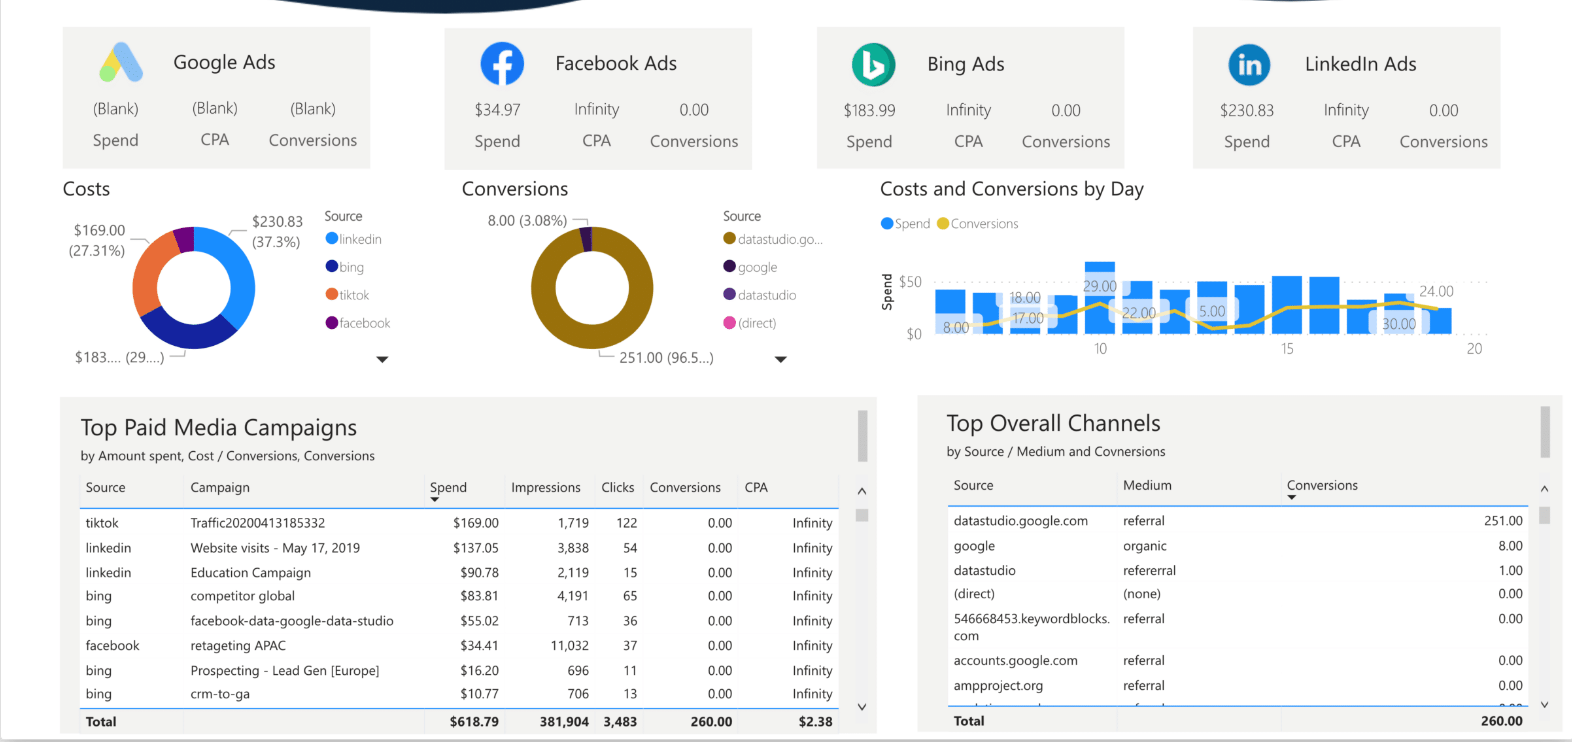 Google Ads
(Blank) (Blank) (Blank)
Spend CPA Conversions
Facebook Ads
$34.97 Infinity 0.00
Spend CPA Conversions
Bing Ads
$183.99 Infinity 0.00
Spend CPA Conversions
in LinkedIn Ads
$230.83 Infinity 0.00
Spend CPA Conversions
Costs
$169.00
(27.31%)
$230.83
(37.3%)
$183.... (29....)
Source
linkedin
bing
tiktok
facebook
Conversions
8.00 (3.08%)
251.00 (96.5...)
Source
datastudio.go...
google
datastudio
(direct)
Costs and Conversions by Day
Spend Conversions
Spend
$50
$0
8.00
18.00
17.00
29.00
22.00
5.00
30.00
24.00
10 15 20
Top Paid Media Campaigns
by Amount spent, Cost / Conversions, Conversions
Source Campaign Spend Impressions Clicks Conversions CPA
tiktok Traffic20200413185332 $169.00 1,719 122 0.00 Infinity
linkedin Website visits - May 17, 2019 $137.05 3,838 54 0.00 Infinity
linkedin Education Campaign $90.78 2,119 15 0.00 Infinity
bing competitor global $83.81 4,191 65 0.00 Infinity
bing facebook-data-google-data-studio $55.02 713 36 0.00 Infinity
facebook retageting APAC $34.41 11,032 37 0.00 Infinity
bing Prospecting - Lead Gen [Europe] $16.20 696 11 0.00 Infinity
bing crm-to-ga $10.77 706 13 0.00 Infinity
Total $618.79 381,904 3,483 260.00 $2.38
Top Overall Channels
by Source / Medium and Covnersions
Source Medium Conversions
datastudio.google.com referral 251.00
google organic 8.00
datastudio refererral 1.00
(direct) (none) 0.00
546668453.keywordblocks. referral 0.00
com
accounts.google.com referral 0.00
ampproject.org referral 0.00
Total 260.00